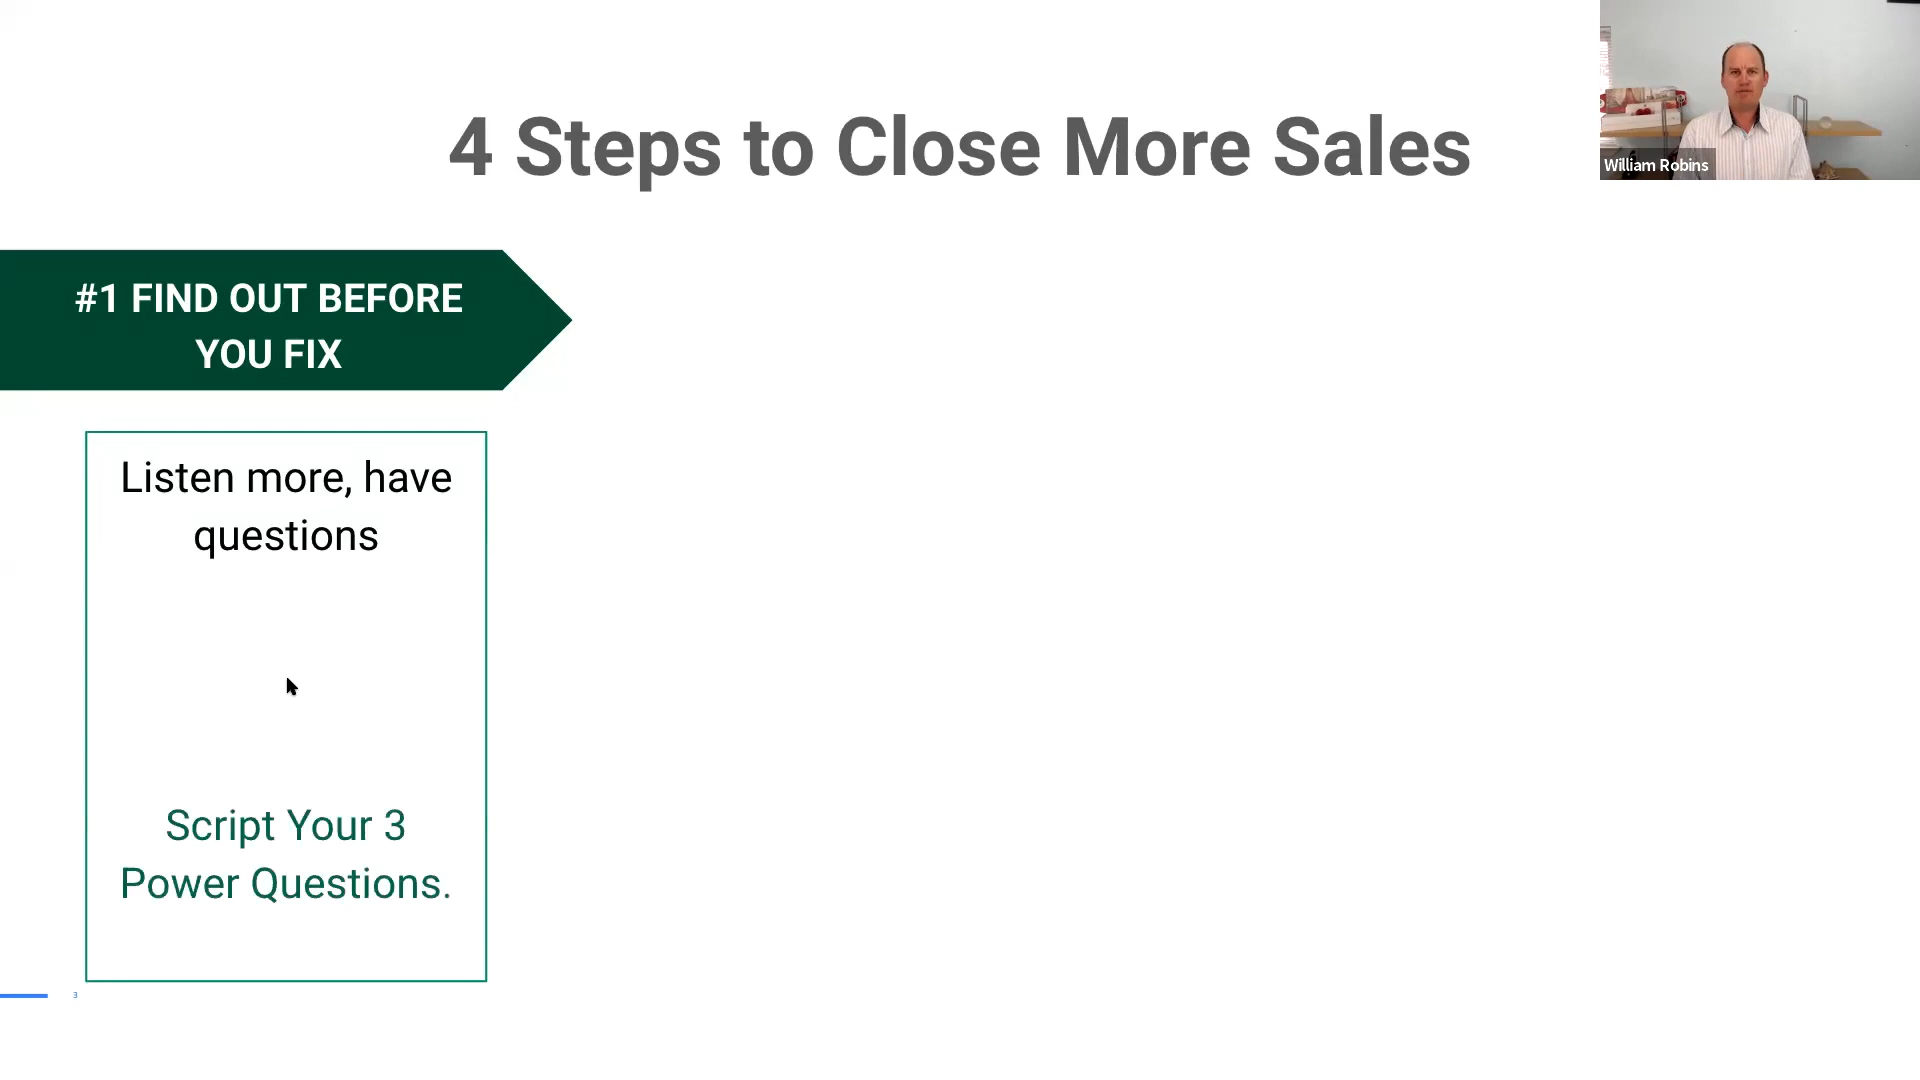 4 Steps to Close More Sales
William Robins
#1 FIND OUT BEFORE
YOU FIX
Listen more, have
questions
Script Your 3
Power Questions.
3